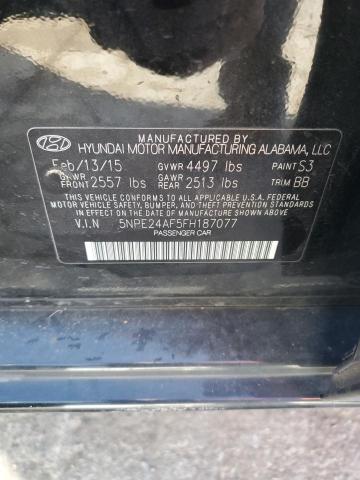 MANUFACTURED BY
HYUNDAI MOTOR MANUFACTURING ALABAMA, LLC
Feb/13/15 GVWR 4497 lbs PAINT S3
GAWR FRONT 2557 lbs GAWR REAR 2513 lbs TRIM BB
THIS VEHICLE CONFORMS TO ALL APPLICABLE U.S.A FEDERAL
MOTOR VEHICLE SAFETY, BUMPER, AND THEFT PREVENTION
STANDARDS IN EFFECT ON THE DATE OF MANUFACTURE
SHOWN ABOVE.
V.I.N 5NPE24AF5FH187077
PASSENGER CAR